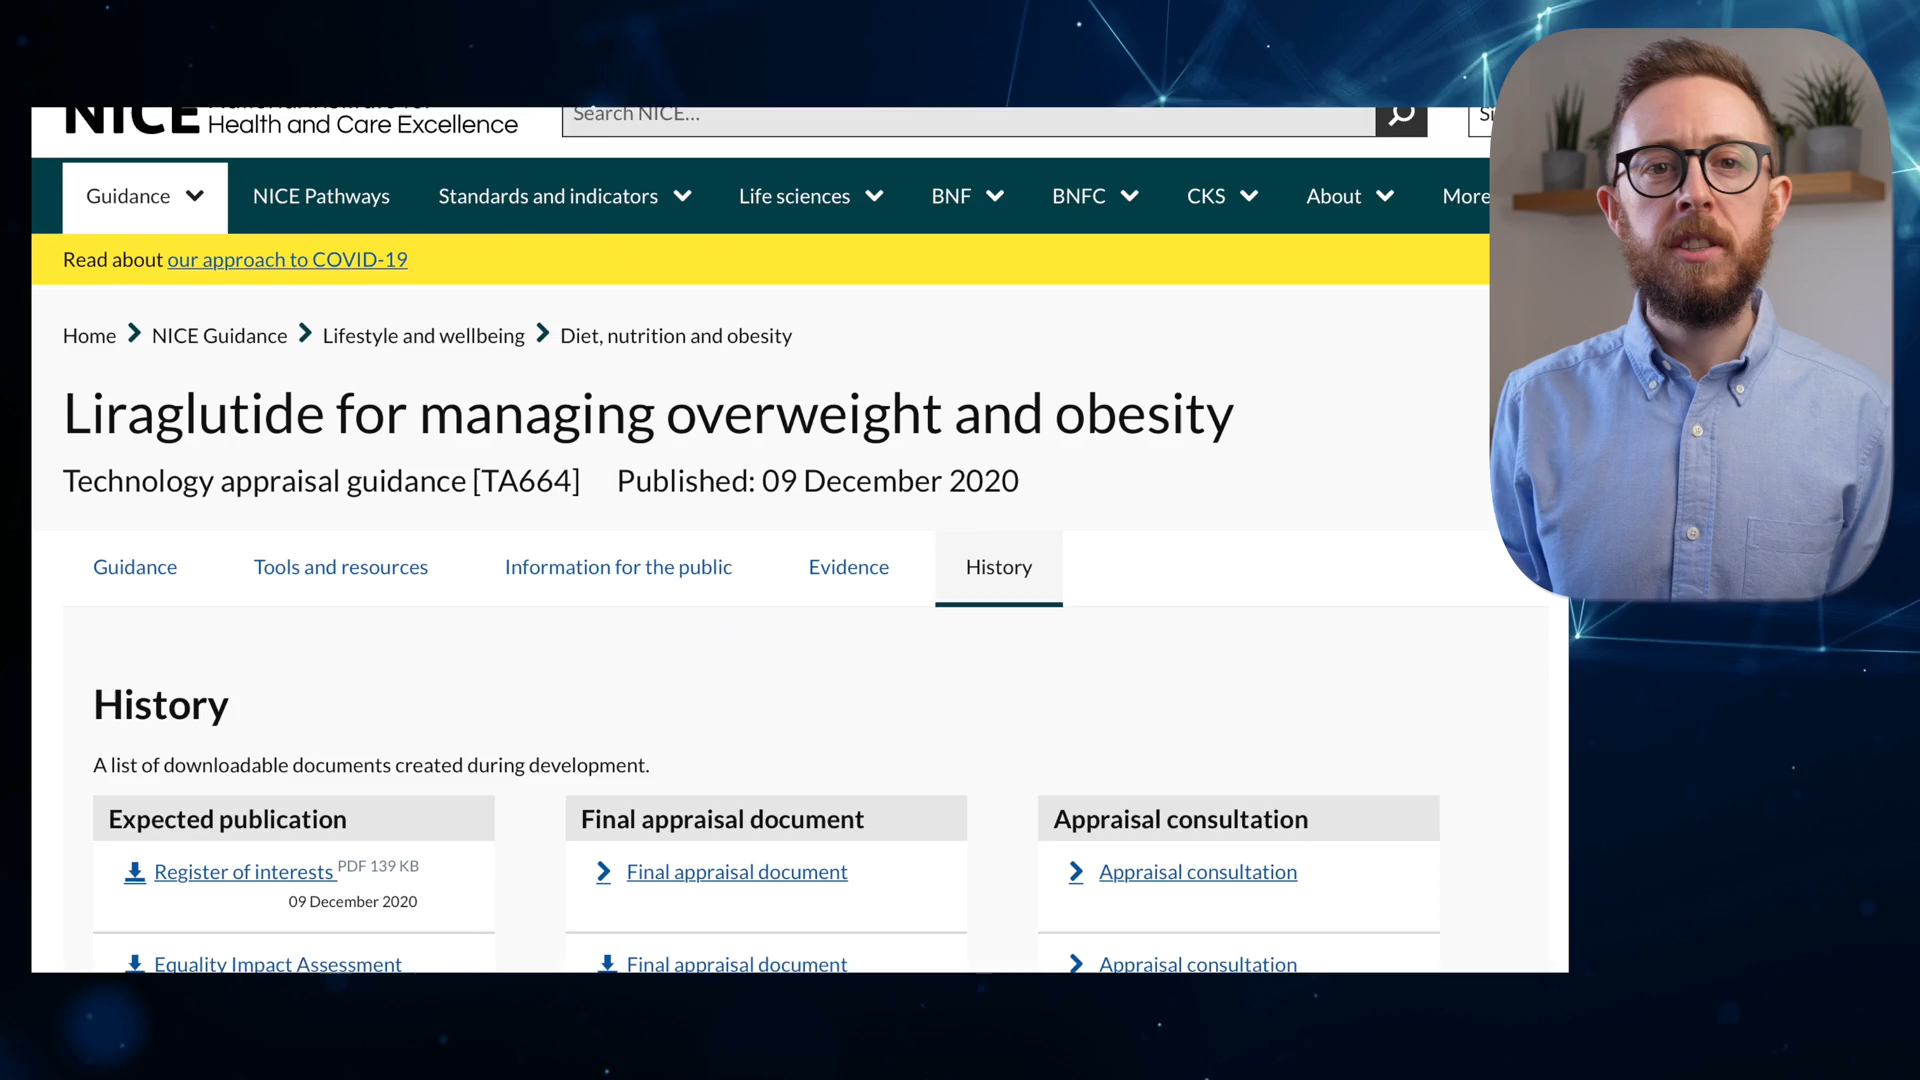 NICE
Health and Care Excellence
Search NICE...
Guidance
NICE Pathways
Standards and indicators
Life sciences
BNF
BNFC
CKS
About
More
Read about our approach to COVID-19
Home
NICE Guidance
Lifestyle and wellbeing
Diet, nutrition and obesity
Liraglutide for managing overweight and obesity
Technology appraisal guidance [TA664] Published: 09 December 2020
Guidance
Tools and resources
Information for the public
Evidence
History
History
A list of downloadable documents created during development.
Expected publication
Register of interests PDF 139 KB
09 December 2020
Equality Impact Assessment
Final appraisal document
Final appraisal document
Final appraisal document
Appraisal consultation
Appraisal consultation
Appraisal consultation